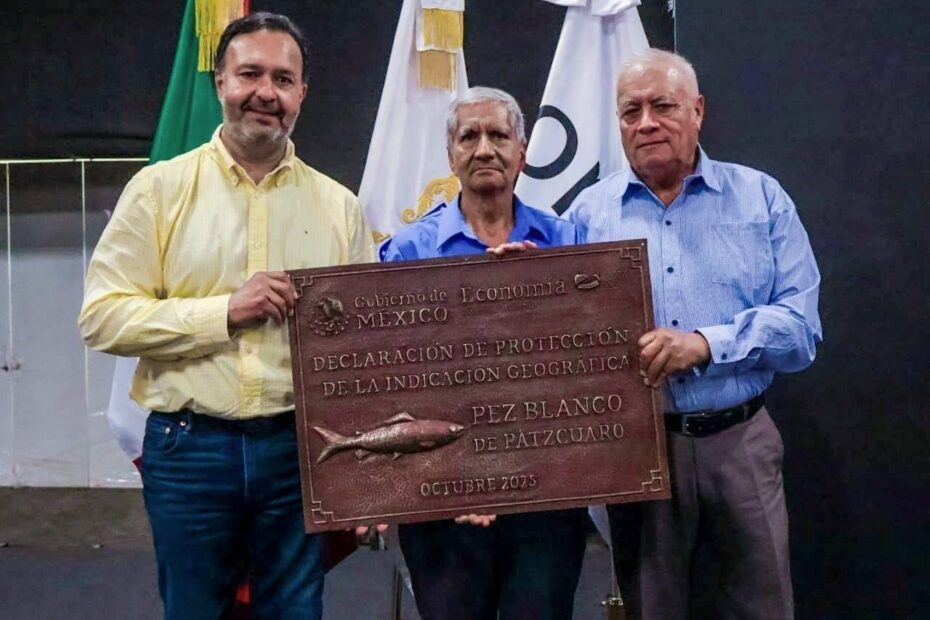 Gobierno de
MÉXICO
Economía
DECLARACIÓN DE PROTECCIÓN
DE LA INDICACIÓN GEOGRÁFICA
PEZ BLANCO
DE PÁTZCUARO
OCTUBRE 2025